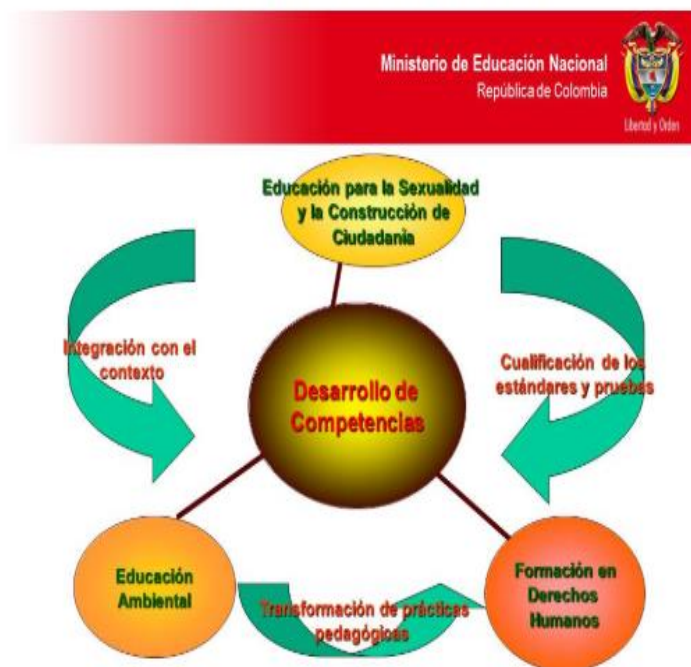 Ministerio de Educación Nacional
República de Colombia
Libertad y Orden
Educación para la Sexualidad
y la Construcción de
Ciudadanía
Integración con el
contexto
Cualificación de los
estándares y pruebas
Desarrollo de
Competencias
Educación
Ambiental
Transformación de prácticas
pedagógicas
Formación en
Derechos
Humanos